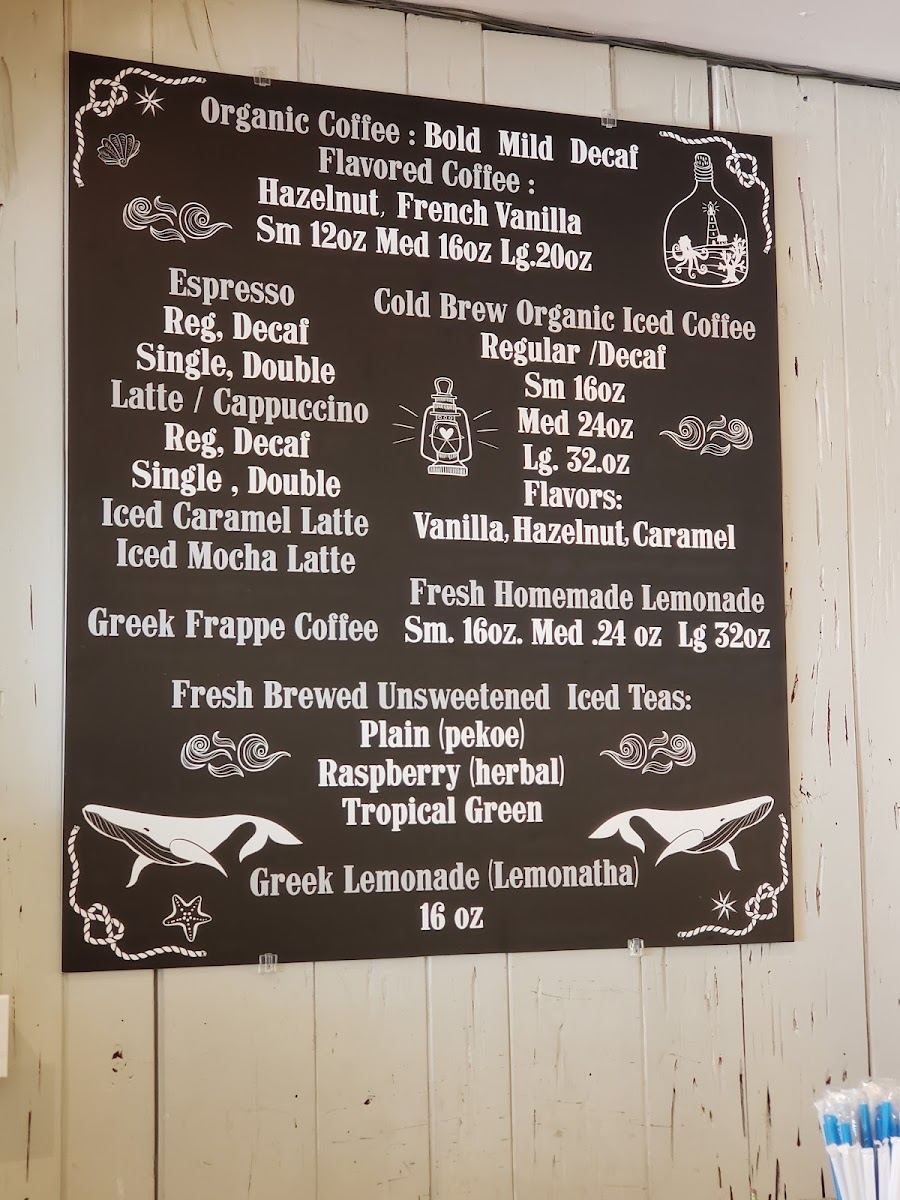 Organic Coffee : Bold Mild Decaf
Flavored Coffee :
Hazelnut, French Vanilla
Sm 12oz Med 16oz Lg.20oz
Espresso
Reg, Decaf
Single, Double
Latte / Cappuccino
Reg, Decaf
Single , Double
Iced Caramel Latte
Iced Mocha Latte
Greek Frappe Coffee
Cold Brew Organic Iced Coffee
Regular /Decaf
Sm 16oz
Med 24oz
Lg. 32.oz
Flavors:
Vanilla, Hazelnut, Caramel
Fresh Homemade Lemonade
Sm. 16oz. Med .24 oz Lg 32oz
Fresh Brewed Unsweetened Iced Teas:
Plain (pekoe)
Raspberry (herbal)
Tropical Green
Greek Lemonade (Lemonatha)
16 oz